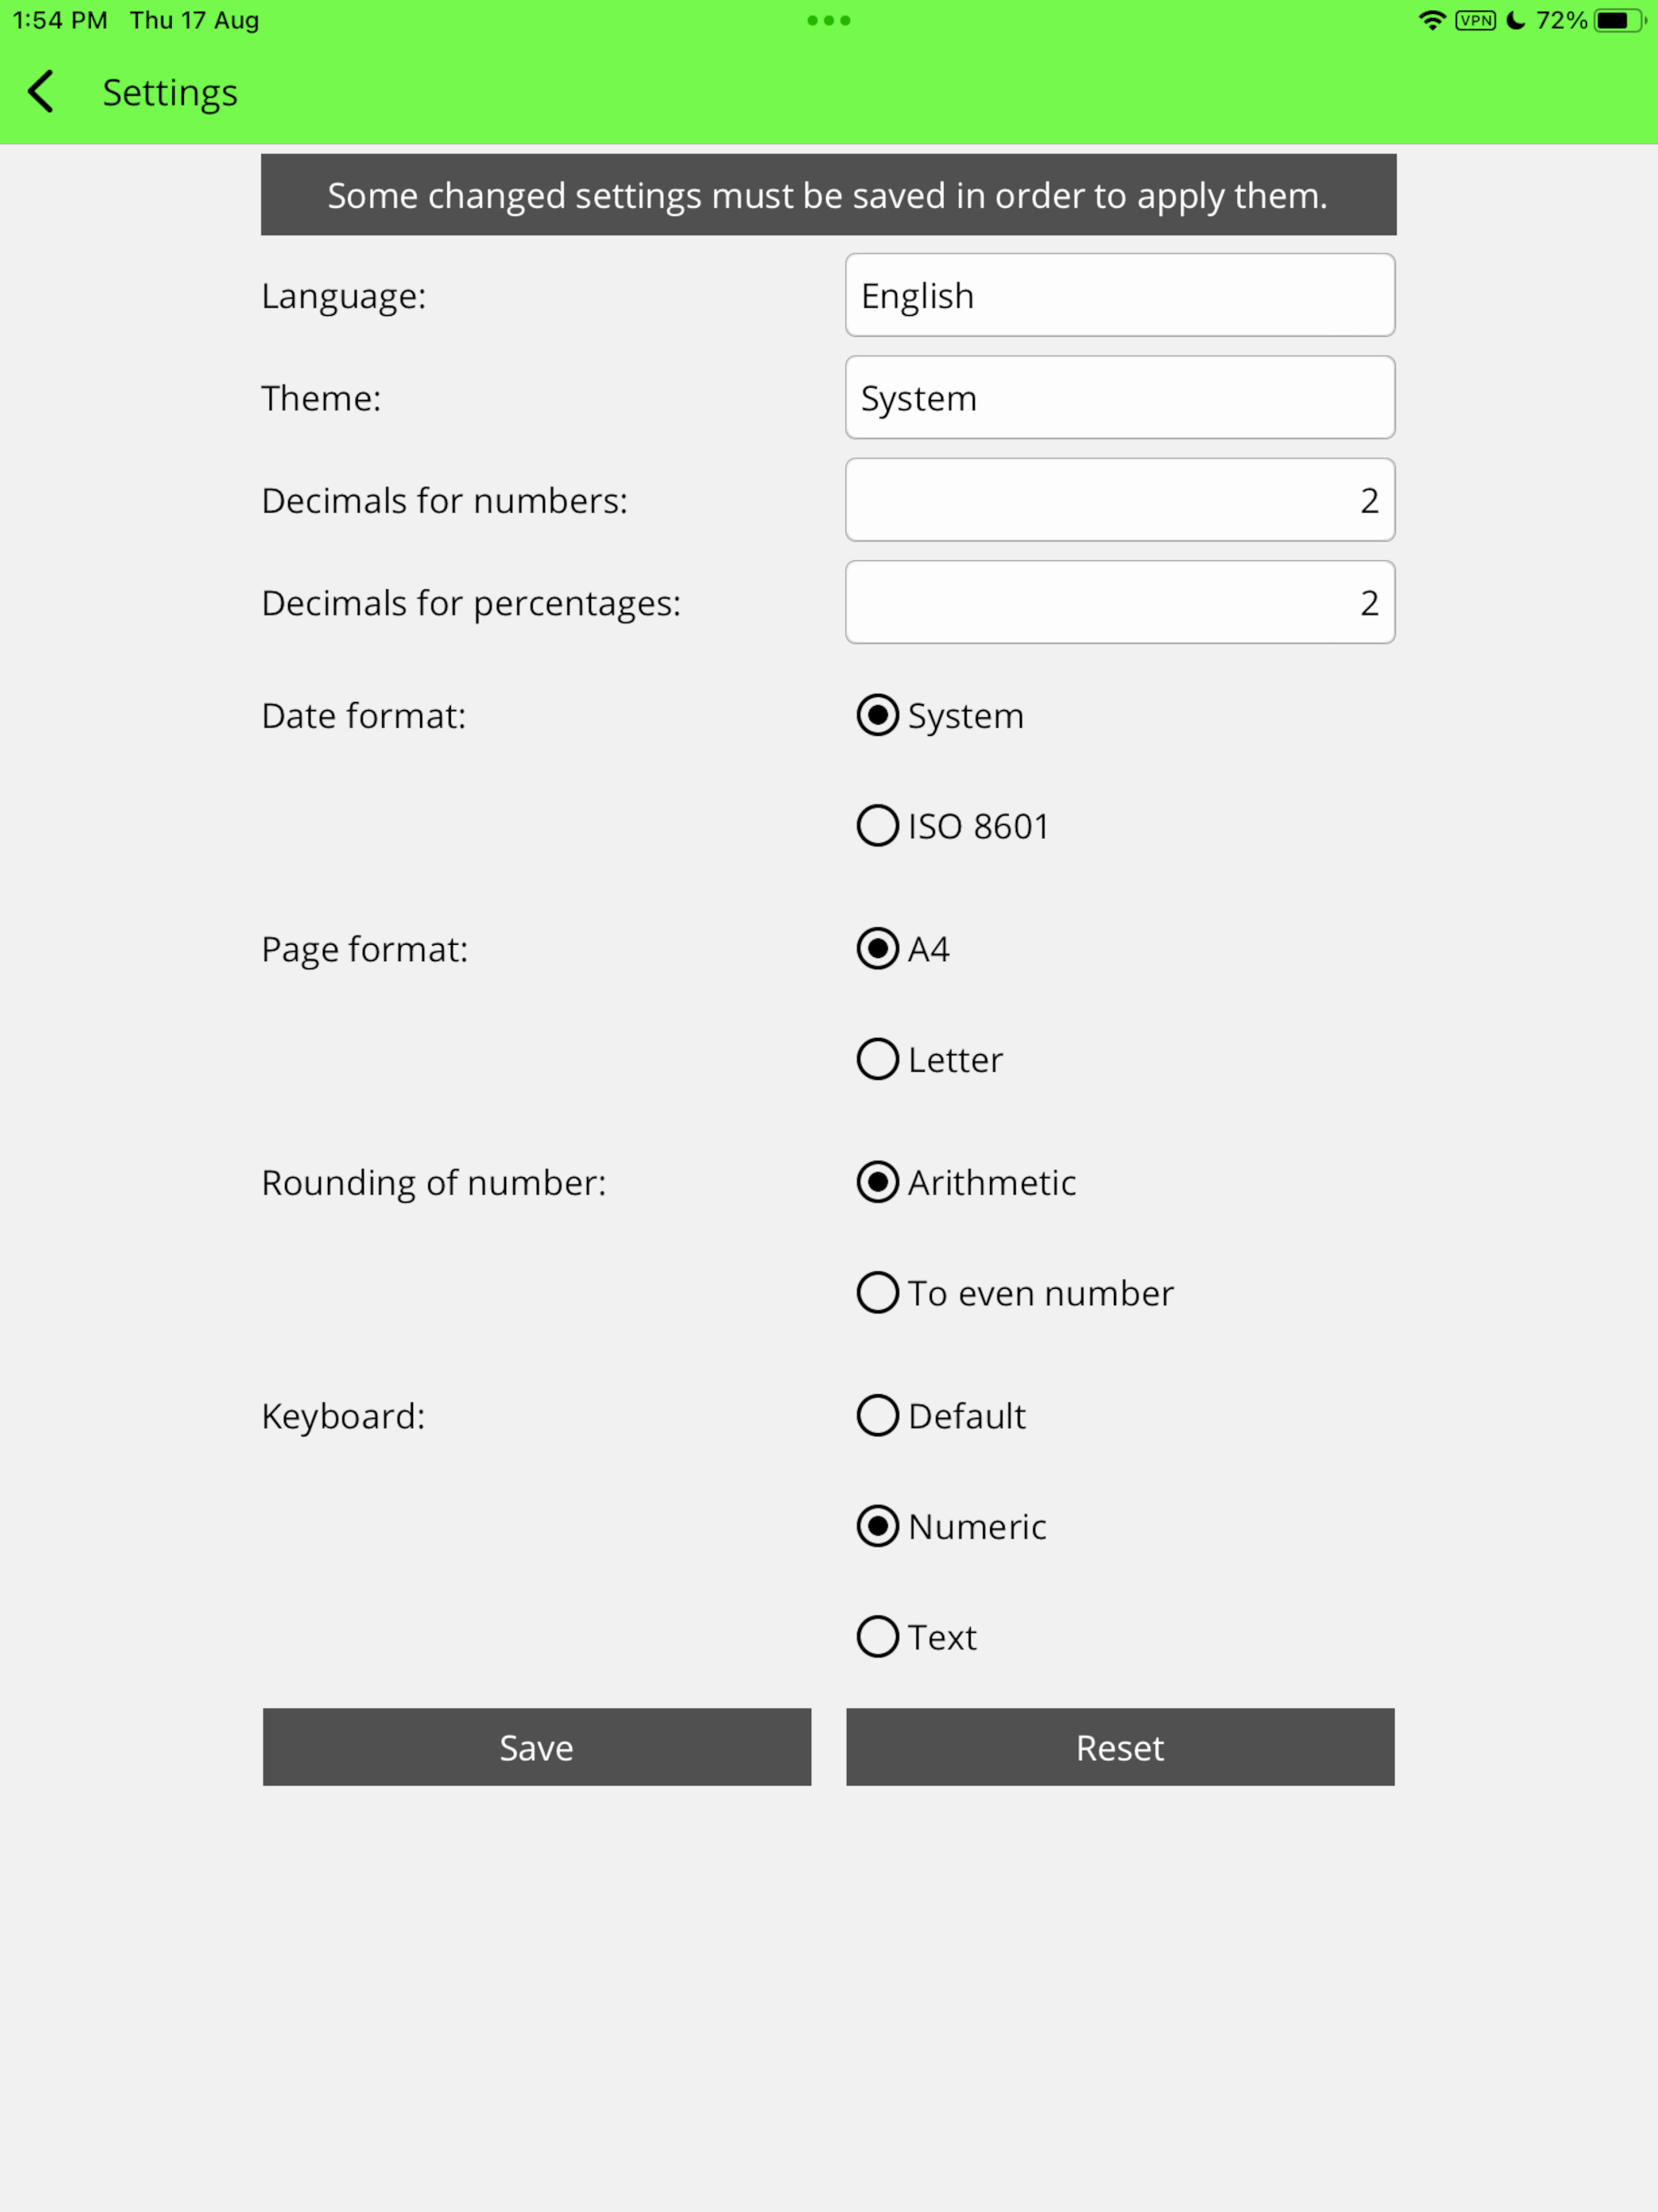 1:54 PM Thu 17 Aug VPN 72%
Settings
Some changed settings must be saved in order to apply them.
Language: English
Theme: System
Decimals for numbers: 2
Decimals for percentages: 2
Date format: System
ISO 8601
Page format: A4
Letter
Rounding of number: Arithmetic
To even number
Keyboard: Default
Numeric
Text
Save Reset